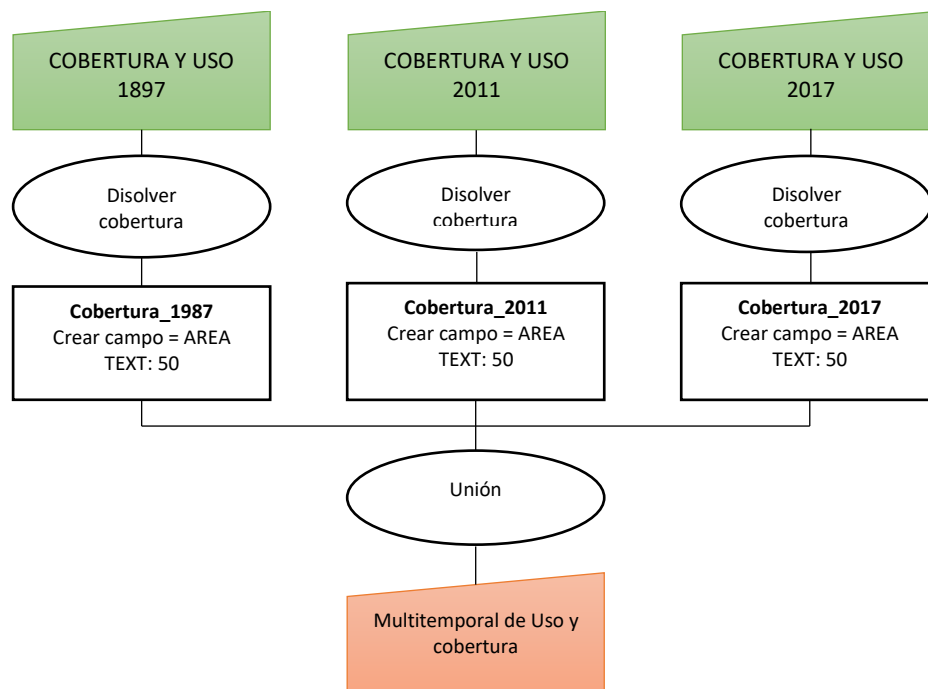 COBERTURA Y USO
1897
COBERTURA Y USO
2011
COBERTURA Y USO
2017
Disolver
cobertura
Disolver
cobertura
Disolver
cobertura
Cobertura_1987
Crear campo = AREA
TEXT: 50
Cobertura_2011
Crear campo = AREA
TEXT: 50
Cobertura_2017
Crear campo = AREA
TEXT: 50
Unión
Multitemporal de Uso y
cobertura